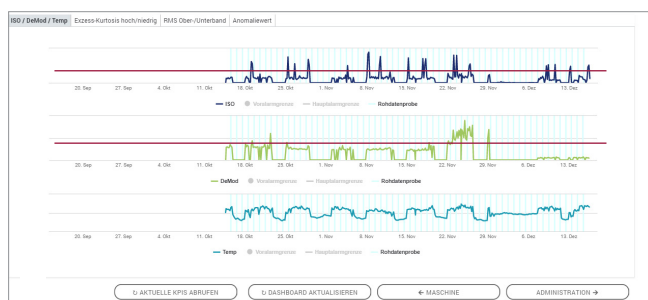 ISO / DeMod / Temp Exzess-Kurtosis hoch/niedrig RMS Ober-/Unterband Anomaliewert
20. Sep 27. Sep 4. Okt 11. Okt 18. Okt 25. Okt 1. Nov 8. Nov 15. Nov 22. Nov 29. Nov 6. Dez 13. Dez
ISO Voralarmgrenze Hauptalarmgrenze Rohdatenprobe
20. Sep 27. Sep 4. Okt 11. Okt 18. Okt 25. Okt 1. Nov 8. Nov 15. Nov 22. Nov 29. Nov 6. Dez 13. Dez
DeMod Voralarmgrenze Hauptalarmgrenze Rohdatenprobe
20. Sep 27. Sep 4. Okt 11. Okt 18. Okt 25. Okt 1. Nov 8. Nov 15. Nov 22. Nov 29. Nov 6. Dez 13. Dez
Temp Voralarmgrenze Hauptalarmgrenze Rohdatenprobe
↻ AKTUELLE KPIS ABRUFEN ↻ DASHBOARD AKTUALISIEREN ← MASCHINE ADMINISTRATION →